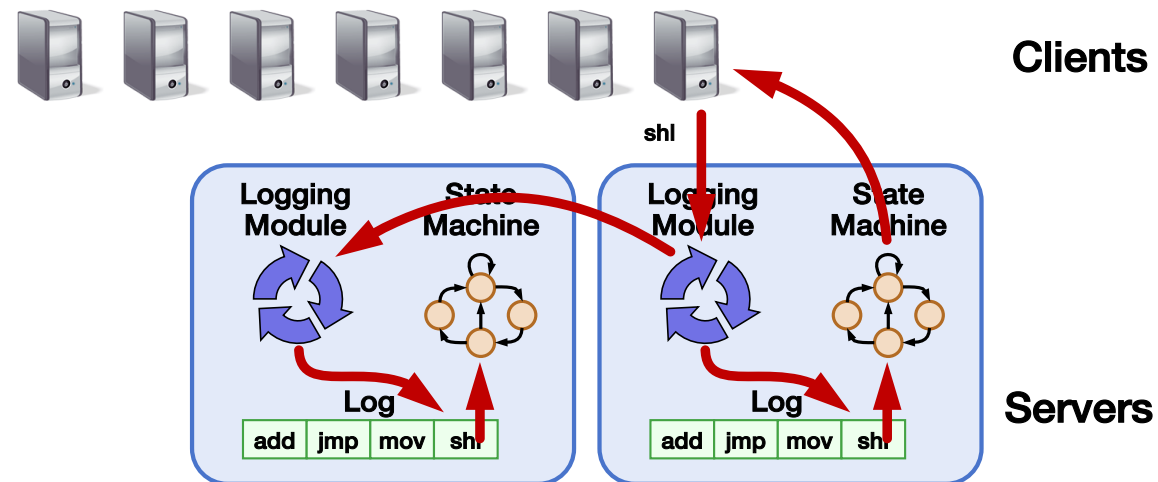 Clients
shl
Logging
Module
State
Machine
Logging
Module
State
Machine
Log
add jmp mov shl
Log
add jmp mov shl
Servers